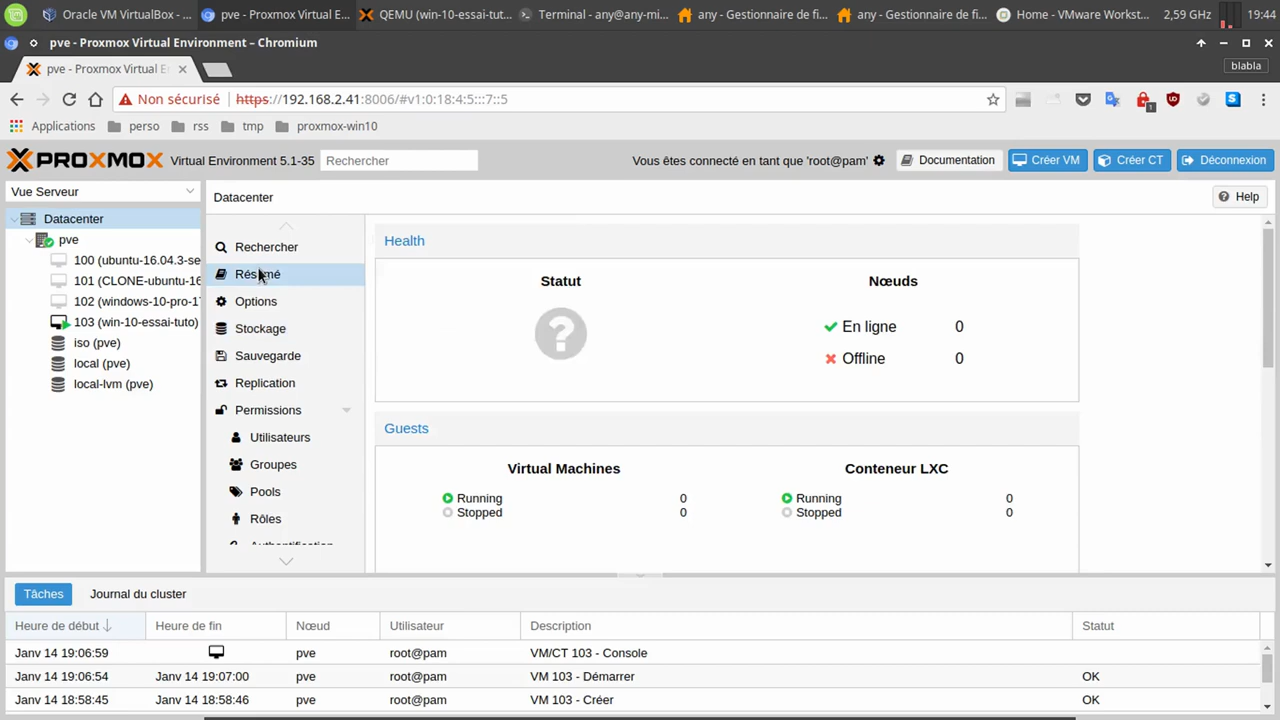 Oracle VM VirtualBox - ...
pve - Proxmox Virtual E...
QEMU (win-10-essai-tut...
Terminal - any@any-mi...
any - Gestionnaire de fi...
any - Gestionnaire de fi...
Home - VMware Workst...
2,59 GHz
19:44
pve - Proxmox Virtual Environment – Chromium
pve - Proxmox Virtual E
blabla
Non sécurisé
https://192.168.2.41:8006/#v1:0:18:4:5:::7::5
1
Applications
perso
rss
tmp
proxmox-win10
PROXMOX
Virtual Environment 5.1-35
Rechercher
Vous êtes connecté en tant que 'root@pam'
Documentation
Créer VM
Créer CT
Déconnexion
Vue Serveur
Datacenter
Help
Datacenter
pve
100 (ubuntu-16.04.3-se
101 (CLONE-ubuntu-16
102 (windows-10-pro-1
103 (win-10-essai-tuto)
iso (pve)
local (pve)
local-lvm (pve)
Rechercher
Résumé
Options
Stockage
Sauvegarde
Replication
Permissions
Utilisateurs
Groupes
Pools
Rôles
Authentification
Health
Statut
Nœuds
En ligne 0
Offline 0
Guests
Virtual Machines
Running 0
Stopped 0
Conteneur LXC
Running 0
Stopped 0
Tâches
Journal du cluster
Heure de début Heure de fin Nœud Utilisateur Description Statut
Janv 14 19:06:59 pve root@pam VM/CT 103 - Console
Janv 14 19:06:54 Janv 14 19:07:00 pve root@pam VM 103 - Démarrer OK
Janv 14 18:58:45 Janv 14 18:58:46 pve root@pam VM 103 - Créer OK